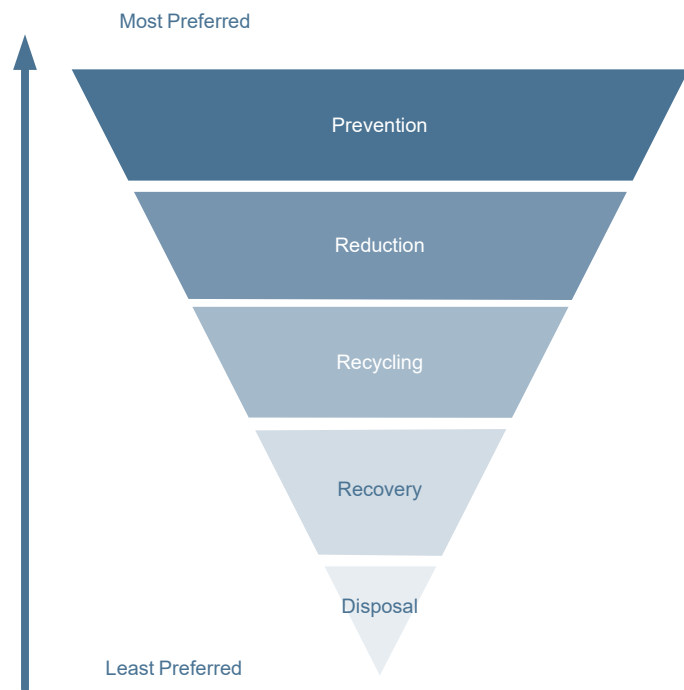 Most Preferred
Prevention
Reduction
Recycling
Recovery
Disposal
Least Preferred